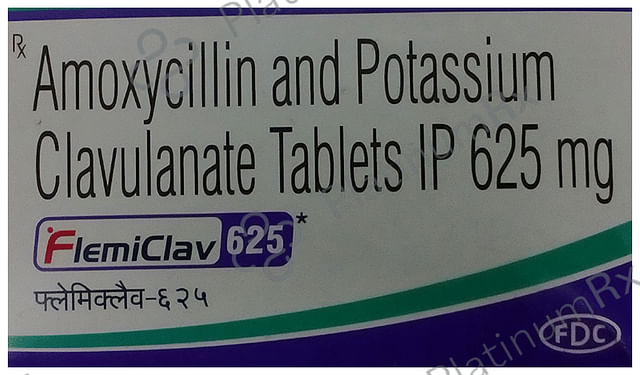 Rx
Amoxycillin and Potassium
Clavulanate Tablets IP 625 mg
FlemiClav 625*
फ्लेमिक्लैव-६२५
FDC
PlatinumRx